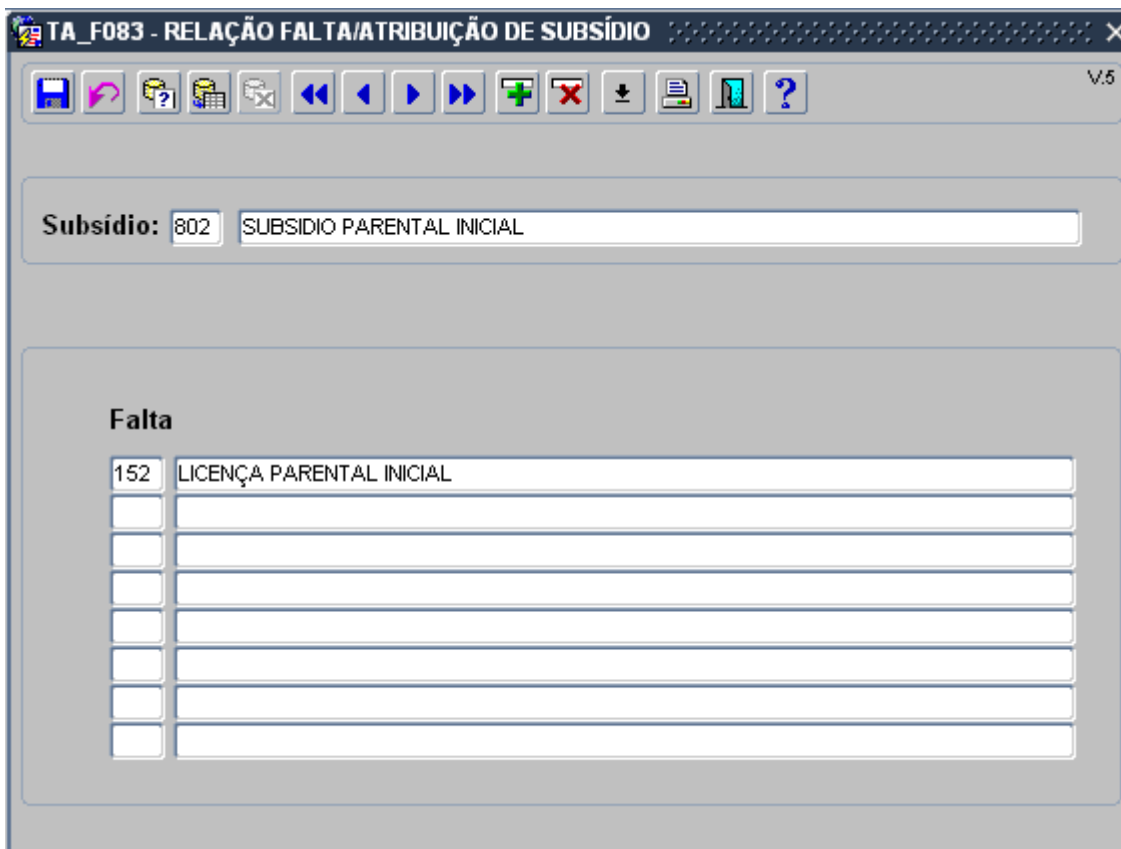 TA_F083 - RELAÇÃO FALTA/ATRIBUIÇÃO DE SUBSÍDIO
V.5
Subsídio: 802 SUBSIDIO PARENTAL INICIAL
Falta
152 LICENÇA PARENTAL INICIAL